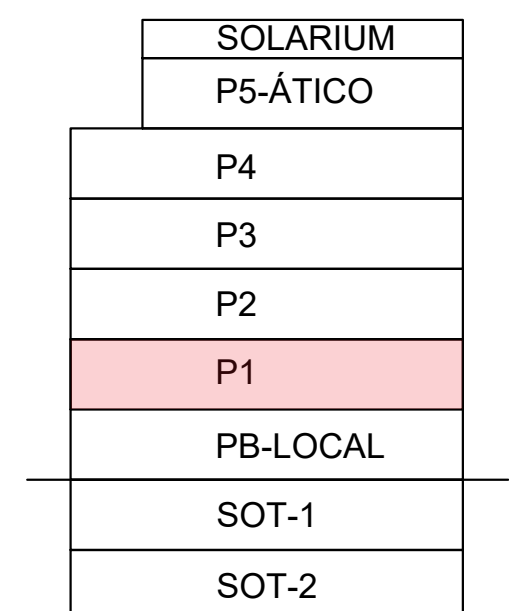 SOLARIUM
P5-ÁTICO
P4
P3
P2
P1
PB-LOCAL
SOT-1
SOT-2